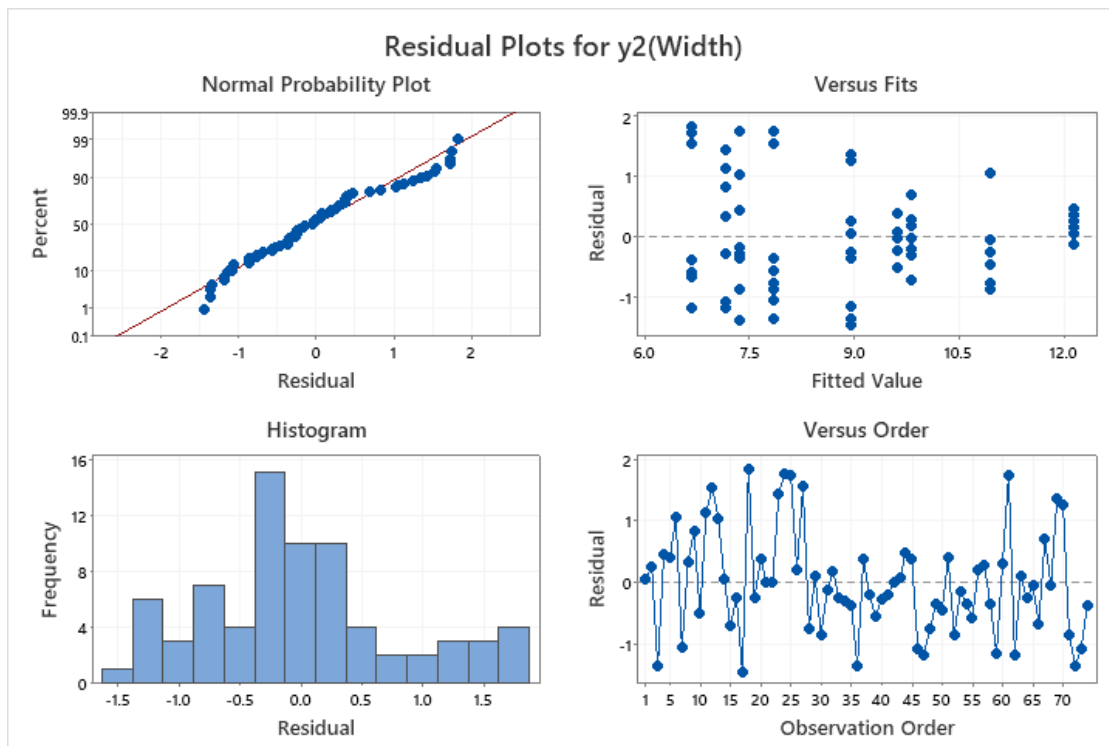 Residual Plots for y2(Width)
Normal Probability Plot
99.9
99
90
50
10
1
0.1
Percent
-2 -1 0 1 2
Residual
Versus Fits
2
1
0
-1
Residual
6.0 7.5 9.0 10.5 12.0
Fitted Value
Histogram
16
12
8
4
0
Frequency
-1.5 -1.0 -0.5 0.0 0.5 1.0 1.5
Residual
Versus Order
2
1
0
-1
Residual
1 5 10 15 20 25 30 35 40 45 50 55 60 65 70
Observation Order